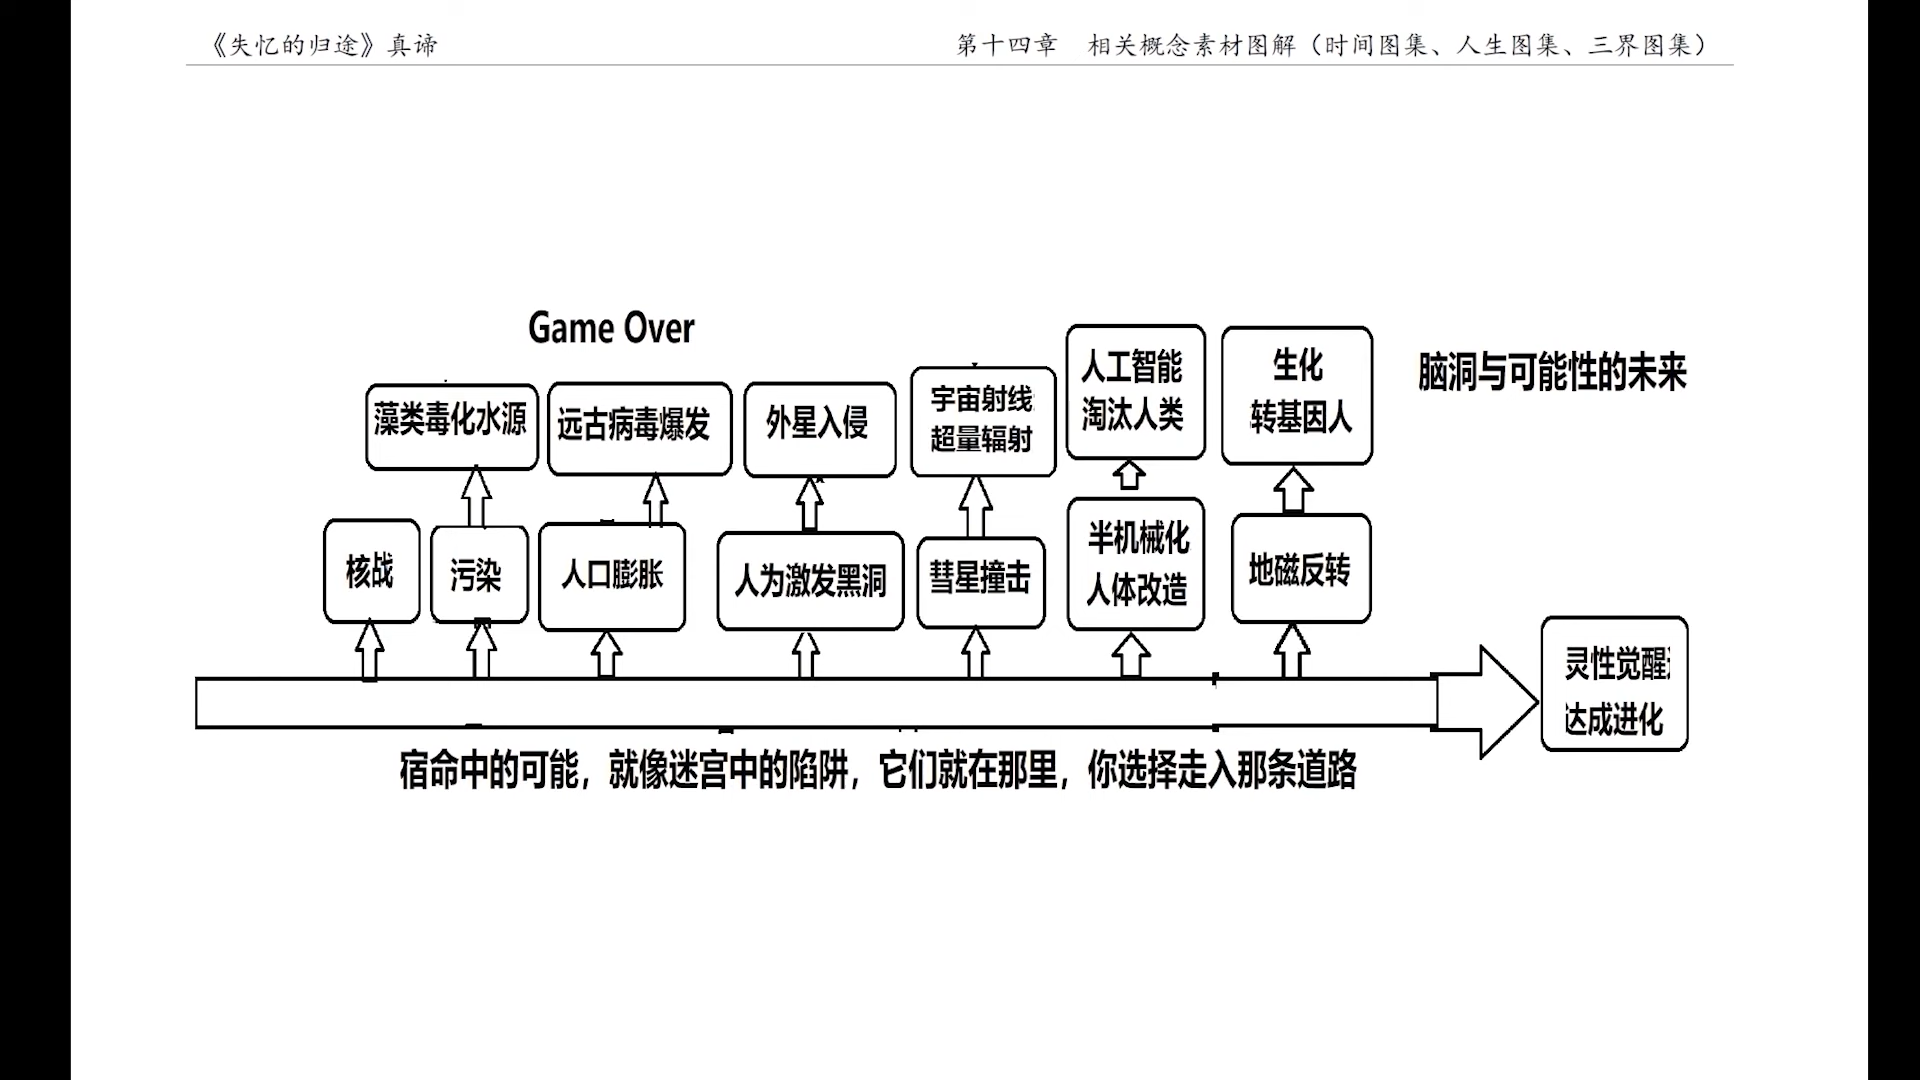 《失忆的归途》真谛
第十四章 相关概念素材图解（时间图集、人生图集、三界图集）
Game Over
脑洞与可能性的未来
藻类毒化水源
远古病毒爆发
外星入侵
宇宙射线
超量辐射
人工智能
淘汰人类
生化
转基因人
核战
污染
人口膨胀
人为激发黑洞
彗星撞击
半机械化
人体改造
地磁反转
灵性觉醒
达成进化
宿命中的可能，就像迷宫中的陷阱，它们就在那里，你选择走入那条道路